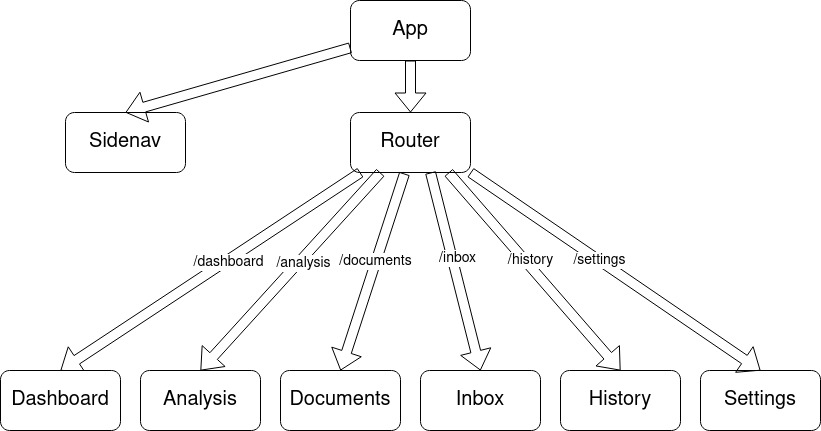 App
Sidenav
Router
/dashboard
/analysis
/documents
/inbox
/history
/settings
Dashboard
Analysis
Documents
Inbox
History
Settings